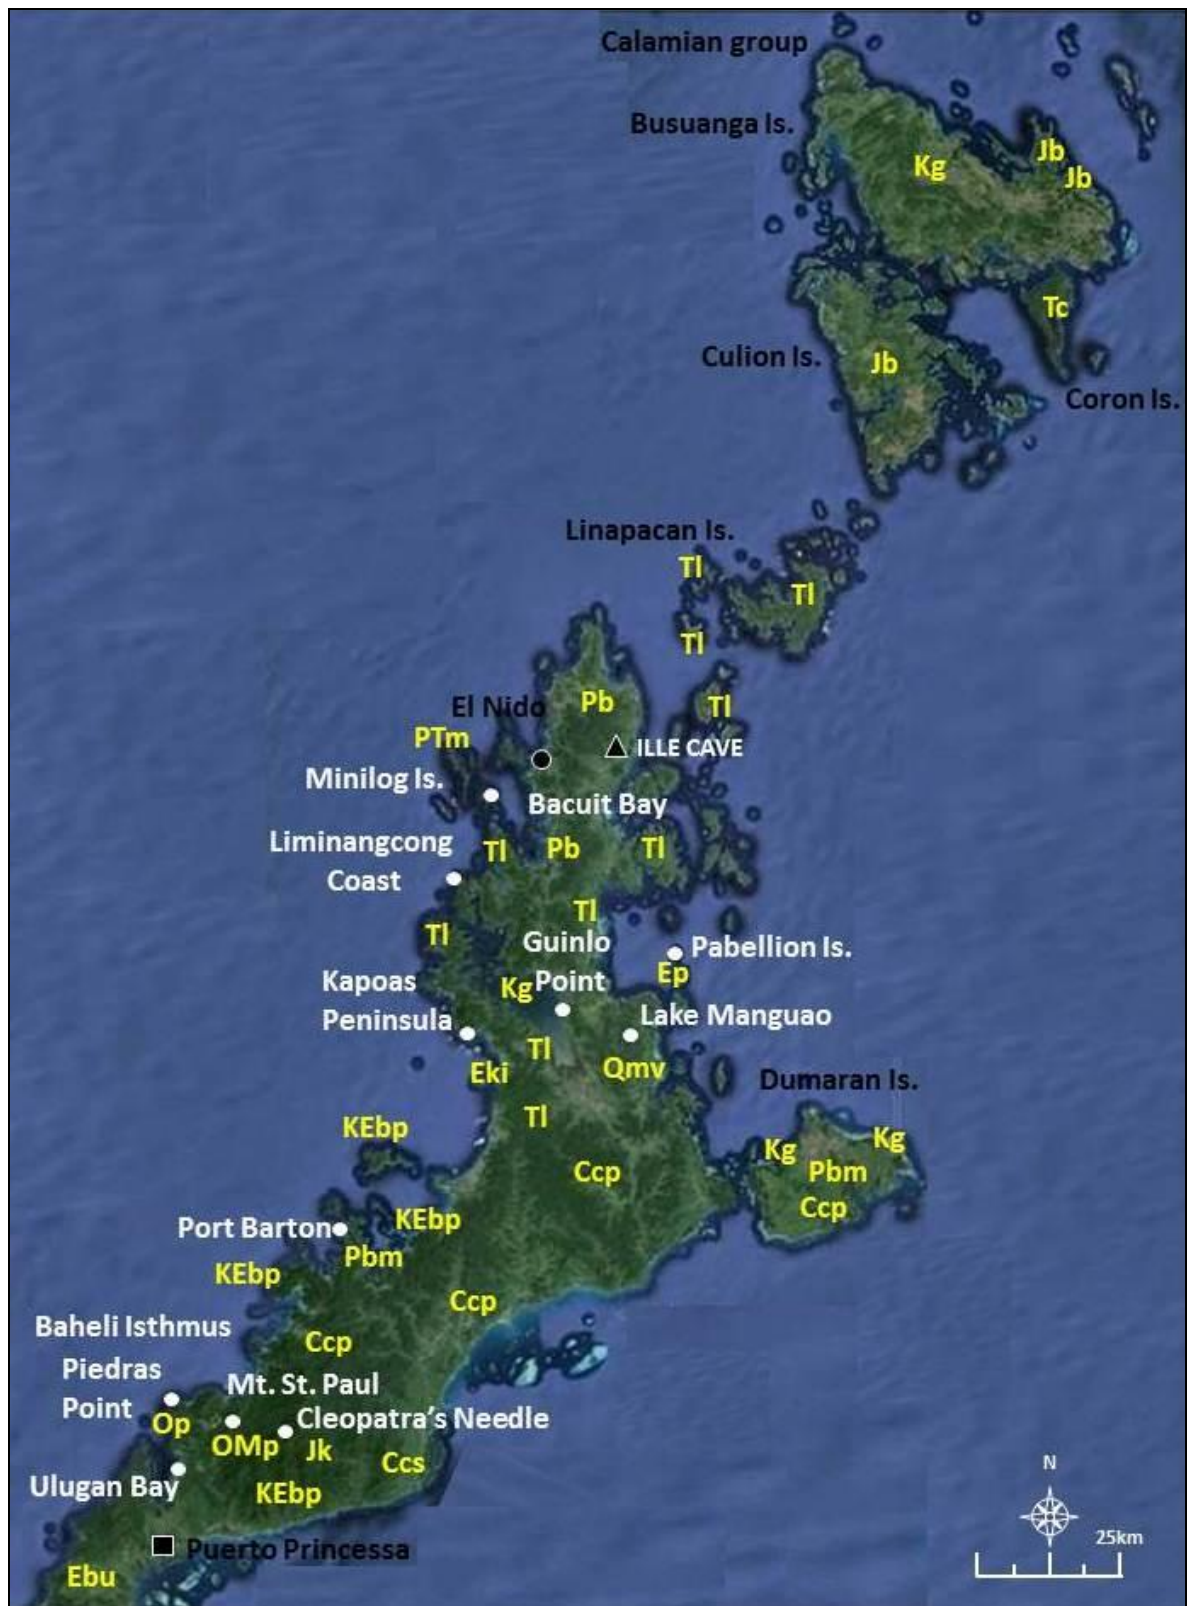 Calamian group
Busuanga Is.
Kg
Jb
Jb
Tc
Culion Is.
Jb
Coron Is.
Linapacan Is.
Tl
Tl
Tl
Pb
Tl
El Nido
PTm
ILLE CAVE
Minilog Is.
Bacuit Bay
Liminangcong
Coast
Tl
Pb
Tl
Tl
Tl
Guinlo
Point
Pabellion Is.
Ep
Kapoas
Peninsula
Kg
Lake Manguao
Tl
Eki
Qmv
Dumaran Is.
Tl
KEbp
Kg
Kg
Pbm
Ccp
Ccp
Port Barton
KEbp
Pbm
KEbp
Ccp
Baheli Isthmus
Ccp
Piedras
Point
Mt. St. Paul
Op
Cleopatra's Needle
OMp
Jk
Ccs
Ulugan Bay
KEbp
N
25km
Puerto Princessa
Ebu